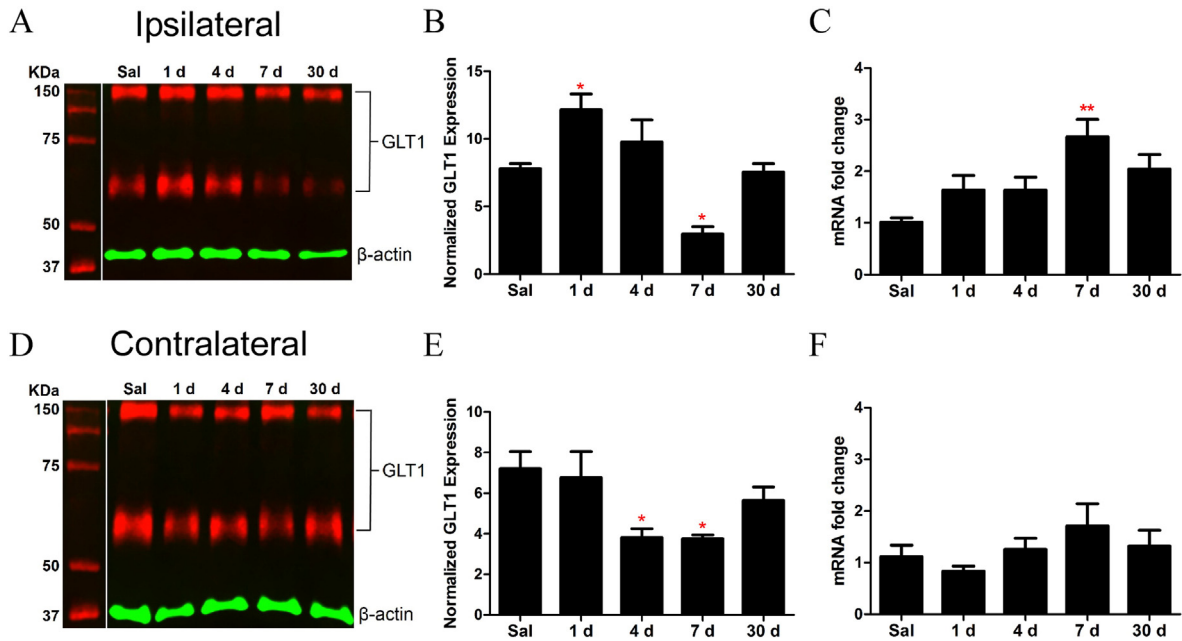 A Ipsilateral
KDa Sal 1 d 4 d 7 d 30 d
150
75
50
37
GLT1
β-actin
B
Normalized GLT1 Expression
15
10
5
0
*
*
Sal 1 d 4 d 7 d 30 d
C
mRNA fold change
4
3
2
1
0
**
Sal 1 d 4 d 7 d 30 d
D Contralateral
KDa Sal 1 d 4 d 7 d 30 d
150
75
50
37
GLT1
β-actin
E
Normalized GLT1 Expression
10
8
6
4
2
0
* *
Sal 1 d 4 d 7 d 30 d
F
mRNA fold change
4
3
2
1
0
Sal 1 d 4 d 7 d 30 d